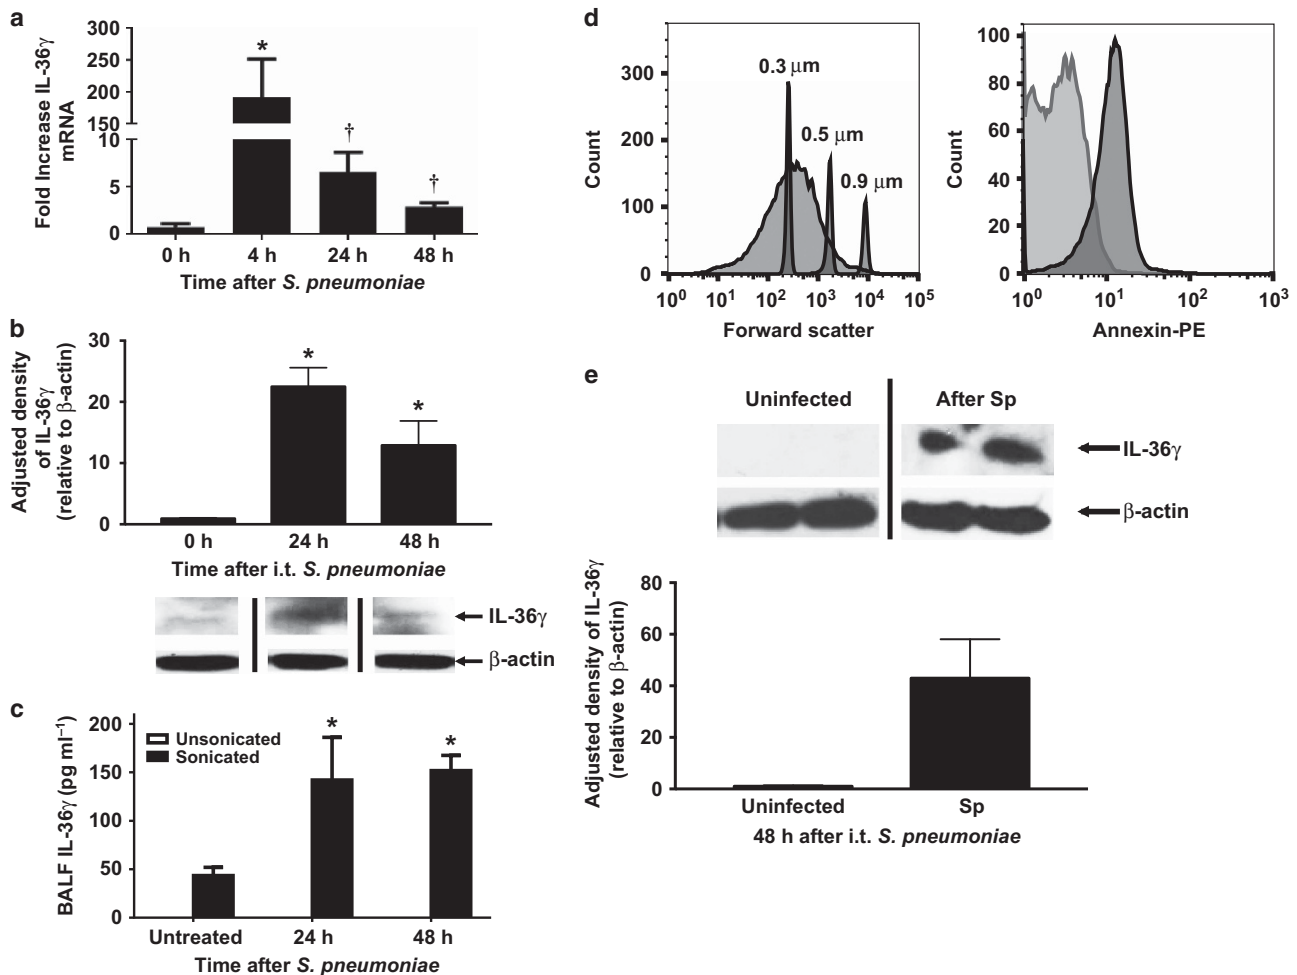 a
300
250
200
150
10
5
0
Fold Increase IL-36γ
mRNA
*
†
†
0 h
4 h
24 h
48 h
Time after S. pneumoniae
b
30
20
10
0
Adjusted density
of IL-36γ
(relative to β-actin)
*
*
0 h
24 h
48 h
Time after i.t. S. pneumoniae
IL-36γ
β-actin
c
200
150
100
50
0
BALF IL-36γ (pg ml⁻¹)
Unsonicated
Sonicated
*
*
Untreated
24 h
48 h
Time after S. pneumoniae
d
300
200
100
0
Count
0.3 μm
0.5 μm
0.9 μm
10⁰
10¹
10²
10³
10⁴
10⁵
Forward scatter
100
80
60
40
20
0
Count
10⁰
10¹
10²
10³
Annexin-PE
e
Uninfected
After Sp
IL-36γ
β-actin
80
60
40
20
0
Adjusted density of IL-36γ
(relative to β-actin)
Uninfected
Sp
48 h after i.t. S. pneumoniae